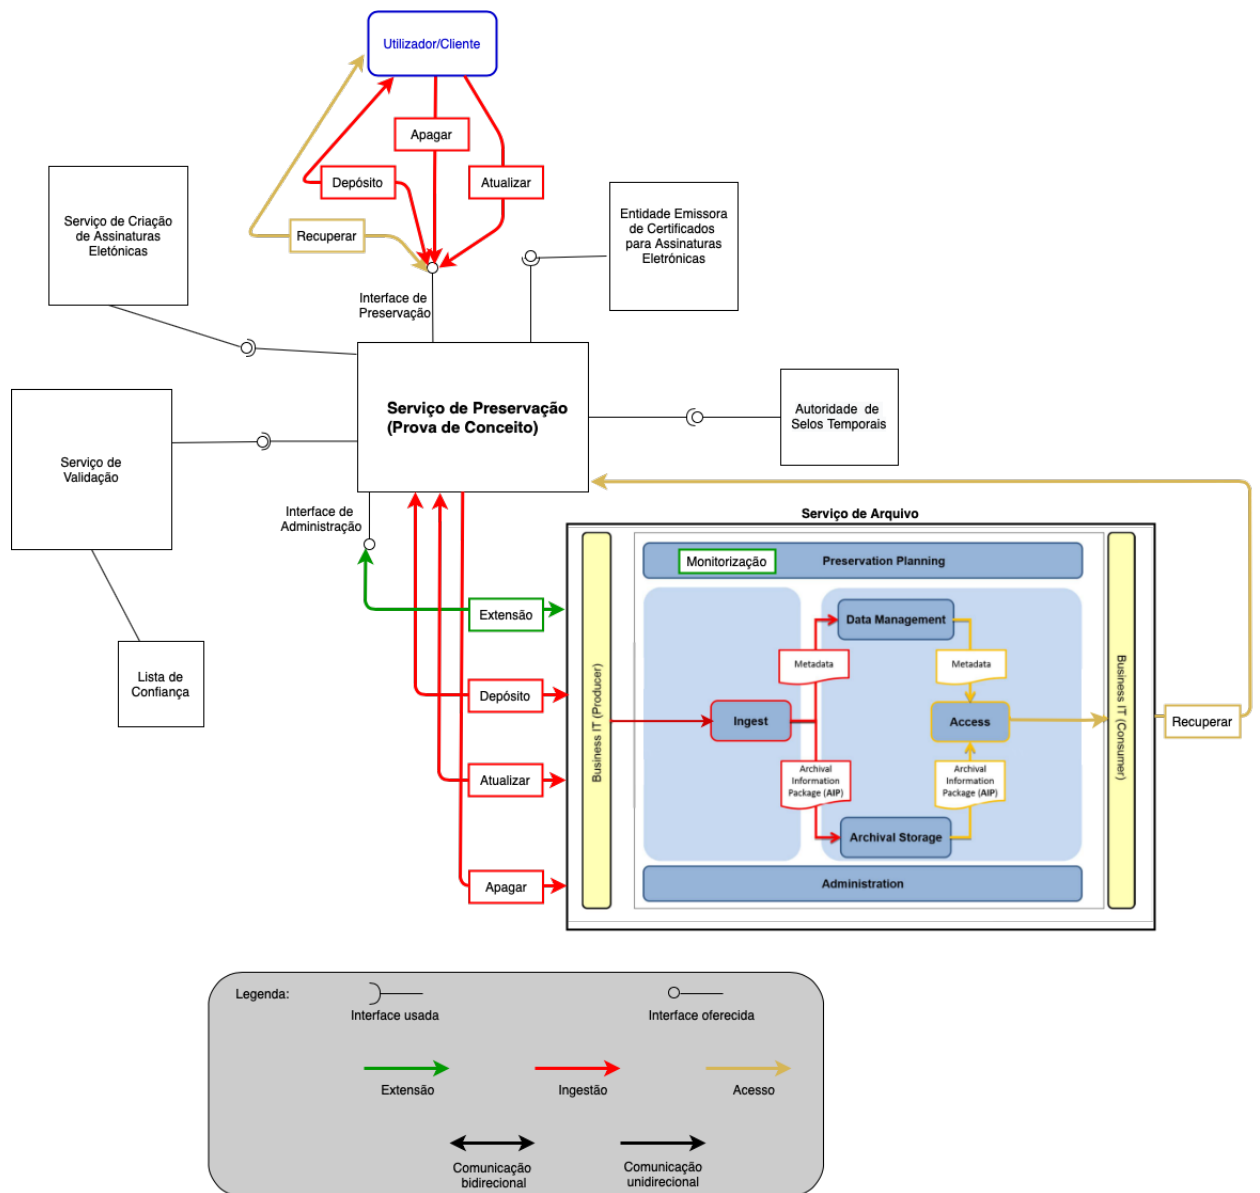 Utilizador/Cliente
Apagar
Depósito
Atualizar
Recuperar
Serviço de Criação
de Assinaturas
Eletónicas
Entidade Emissora
de Certificados
para Assinaturas
Eletrónicas
Interface de
Preservação
Serviço de Preservação
(Prova de Conceito)
Autoridade de
Selos Temporais
Serviço de
Validação
Interface de
Administração
Lista de
Confiança
Serviço de Arquivo
Monitorização
Preservation Planning
Extensão
Depósito
Atualizar
Apagar
Business IT (Producer)
Data Management
Metadata
Metadata
Ingest
Access
Archival
Information
Package (AIP)
Archival
Information
Package (AIP)
Archival Storage
Administration
Business IT (Consumer)
Recuperar
Legenda:
Interface usada
Interface oferecida
Extensão
Ingestão
Acesso
Comunicação
bidirecional
Comunicação
unidirecional